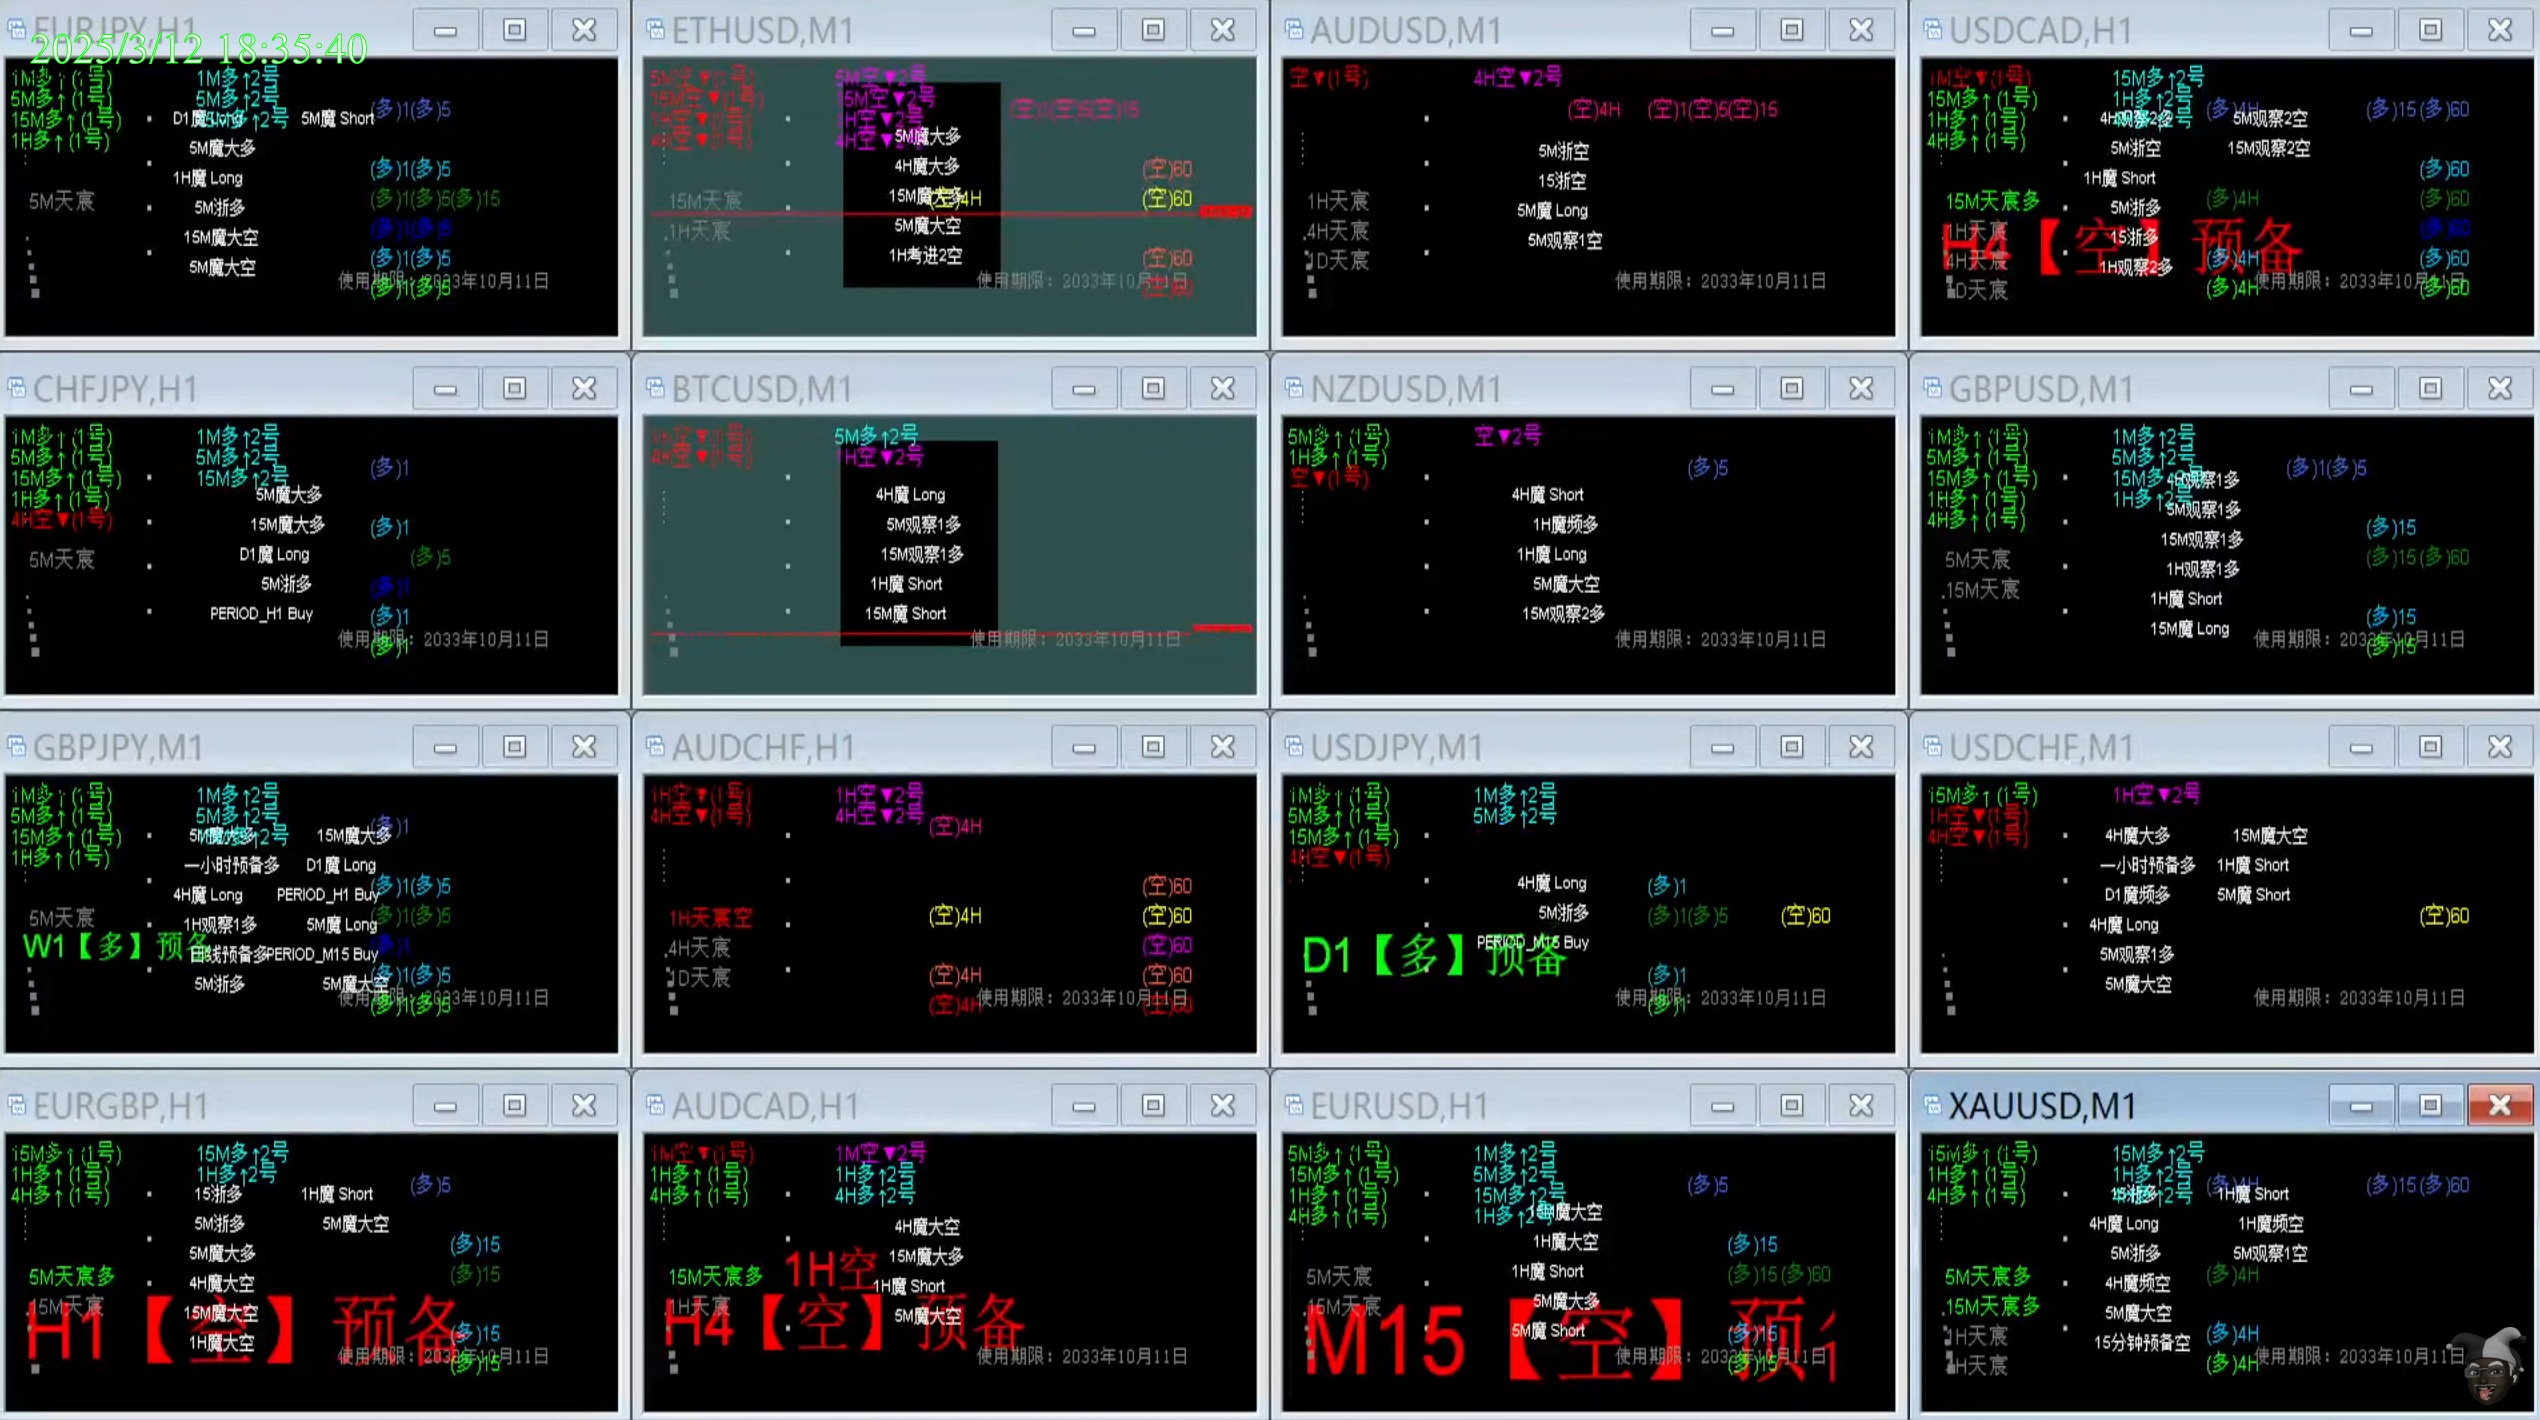 EURJPY,H1
2025/3/12 18:35:40
1M多↑(1号) 1M多↑2号
5M多↑(1号) 5M多↑2号 (多)1(多)5
15M多↑(1号) D1魔 Long 5M魔 Short
1H多↑(1号)
5M魔大多
(多)1(多)5
1H魔 Long
5M天宸 5M浙多 (多)1(多)5(多)15
(多)1(多)5
15M魔大空
(多)1(多)5
5M魔大空
使用期限：2033年10月11日
(多)1(多)5
ETHUSD,M1
5M空▼(1号) 5M空▼2号
15M空▼(1号) 15M空▼2号
1H空▼(1号) 1H空▼2号 (空)1(空)5(空)15
4H空▼(1号) 4H空▼2号
5M魔大多
4H魔大多 (空)60
15M天宸 15M魔大多 (空)4H (空)60
1H天宸 5M魔大空
1H考进2空 (空)60
使用期限：2033年10月11日
(空)60
AUDUSD,M1
空▼(1号) 4H空▼2号
(空)4H (空)1(空)5(空)15
5M浙空
15浙空
1H天宸 5M魔 Long
4H天宸 5M观察1空
1D天宸
使用期限：2033年10月11日
USDCAD,H1
1M空▼(1号) 15M多↑2号
15M多↑(1号) 1H多↑2号 (多)4H (多)15(多)60
1H多↑(1号) 4H观察2多 5M观察2空
4H多↑(1号) 5M浙空 15M观察2空
1H魔 Short (多)60
15M天宸多 5M浙多 (多)4H (多)60
1H天宸 15浙多 (多)60
H4【空】预备
4H天宸 1H观察2多 (多)4H (多)60
1D天宸 (多)4H (多)60
使用期限：2033年10月11日
CHFJPY,H1
1M多↑(1号) 1M多↑2号
5M多↑(1号) 5M多↑2号 (多)1
15M多↑(1号) 15M多↑2号
1H多↑(1号) 5M魔大多
4H空▼(1号) 15M魔大多 (多)1
5M天宸 D1魔 Long (多)5
5M浙多 (多)1
PERIOD_H1 Buy (多)1
使用期限：2033年10月11日
(多)1
BTCUSD,M1
1H空▼(1号) 5M多↑2号
4H空▼(1号) 1H空▼2号
4H魔 Long
5M观察1多
15M观察1多
1H魔 Short
15M魔 Short
使用期限：2033年10月11日
NZDUSD,M1
5M多↑(1号) 空▼2号
1H多↑(1号) (多)5
空▼(1号)
4H魔 Short
1H魔频多
1H魔 Long
5M魔大空
15M观察2多
使用期限：2033年10月11日
GBPUSD,M1
1M多↑(1号) 1M多↑2号
5M多↑(1号) 5M多↑2号 (多)1(多)5
15M多↑(1号) 15M多↑2号 4H观察1多
1H多↑(1号) 1H多↑2号 5M观察1多
4H多↑(1号) 15M观察1多 (多)15
5M天宸 1H观察1多 (多)15(多)60
15M天宸 1H魔 Short
15M魔 Long (多)15
使用期限：2033年10月11日
(多)15
GBPJPY,M1
1M多↑(1号) 1M多↑2号
5M多↑(1号) 5M多↑2号 (多)1
15M多↑(1号) 5M魔大多 15M魔大多
1H多↑(1号) 一小时预备多 D1魔 Long
4H魔 Long PERIOD_H1 Buy (多)1(多)5
5M天宸 1H观察1多 5M魔 Long (多)1(多)5
W1【多】预备 日线预备多 PERIOD_M15 Buy (多)1
5M浙多 5M魔大空 (多)1(多)5
使用期限：2033年10月11日
(多)1(多)5
AUDCHF,H1
1H空▼(1号) 1H空▼2号
4H空▼(1号) 4H空▼2号 (空)4H
(空)60
1H天宸空 (空)4H (空)60
4H天宸 (空)60
1D天宸 (空)4H (空)60
使用期限：2033年10月11日
(空)4H (空)60
USDJPY,M1
1M多↑(1号) 1M多↑2号
5M多↑(1号) 5M多↑2号
15M多↑(1号)
4H空▼(1号)
4H魔 Long (多)1
5M浙多 (多)1(多)5 (空)60
PERIOD_M15 Buy
D1【多】预备
(多)1
使用期限：2033年10月11日
(多)1
USDCHF,M1
15M多↑(1号) 1H空▼2号
1H空▼(1号)
4H空▼(1号) 4H魔大多 15M魔大空
一小时预备多 1H魔 Short
D1魔频多 5M魔 Short
4H魔 Long (空)60
5M观察1多
5M魔大空
使用期限：2033年10月11日
EURGBP,H1
15M多↑(1号) 15M多↑2号
1H多↑(1号) 1H多↑2号 (多)5
4H多↑(1号) 15浙多 1H魔 Short
5M浙多 5M魔大空
5M魔大多 (多)15
5M天宸多 4H魔大空 (多)15
15M天宸 15M魔大空
H1【空】预备
1H魔大空 (多)15
使用期限：2033年10月11日
(多)15
AUDCAD,H1
1M空▼(1号) 1M空▼2号
1H多↑(1号) 1H多↑2号
4H多↑(1号) 4H多↑2号
4H魔大空
15M魔大多
15M天宸多 1H空 1H魔 Short
1H天宸 5M魔大空
H4【空】预备
使用期限：2033年10月11日
EURUSD,H1
5M多↑(1号) 1M多↑2号
15M多↑(1号) 5M多↑2号 (多)5
1H多↑(1号) 15M多↑2号
4H多↑(1号) 1H多↑2号 15M魔大空
1H魔大空 (多)15
5M天宸 1H魔 Short (多)15(多)60
15M天宸 5M魔大多
M15【空】预
5M魔 Short (多)15
使用期限：2033年10月11日
(多)15
XAUUSD,M1
15M多↑(1号) 15M多↑2号
1H多↑(1号) 1H多↑2号 (多)4H (多)15(多)60
4H多↑(1号) 15浙多 1H魔 Short
4H魔 Long 1H魔频空
5M浙多 5M观察1空
5M天宸多 4H魔频空 (多)4H
15M天宸多 5M魔大空
1H天宸 15分钟预备空 (多)4H
使用期限：2033年10月11日
4H天宸 (多)4H